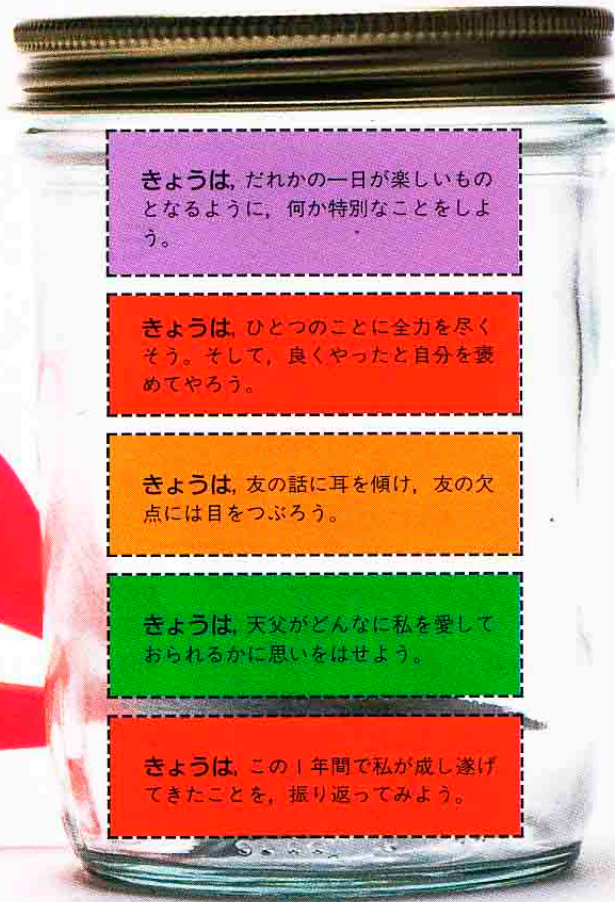 きょうは, だれかの一日が楽しいもの
となるように, 何か特別なことをしよ
う。
きょうは, ひとつのことに全力を尽く
そう。そして, 良くやったと自分を褒
めてやろう。
きょうは, 友の話に耳を傾け, 友の欠
点には目をつぶろう。
きょうは, 天父がどんなに私を愛して
おられるかに思いをはせよう。
きょうは, この1年間で私が成し遂げ
てきたことを, 振り返ってみよう。